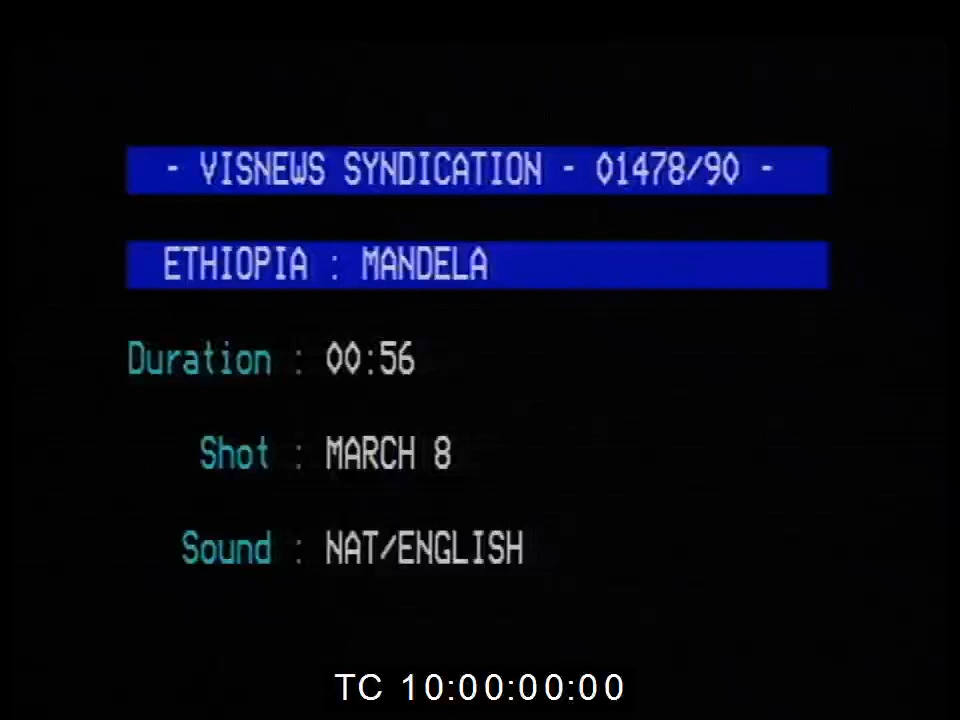 - VISNEWS SYNDICATION - 01478/90 -
ETHIOPIA : MANDELA
Duration : 00:56
Shot : MARCH 8
Sound : NAT/ENGLISH
TC 10:00:00:00